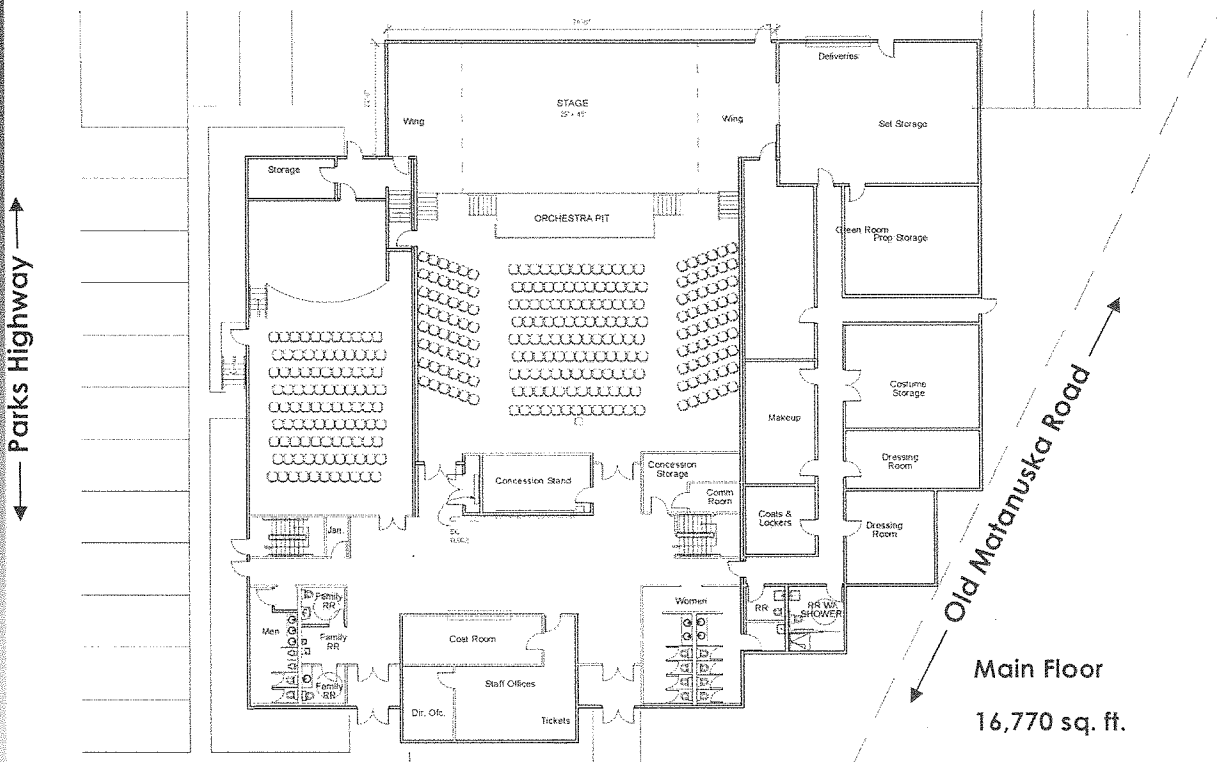 Deliveries
STAGE
25' x 45'
Wing
Wing
Set Storage
Storage
ORCHESTRA PIT
Green Room
Prop Storage
Parks Highway
Costume
Storage
Makeup
Dressing
Room
Concession
Storage
Concession Stand
Comm
Room
Coats &
Lockers
Dressing
Room
Jan.
Old Matanuska Road
Family
RR
Women
RR
RR W/
SHOWER
Men
Family
RR
Coat Room
Family
RR
Staff Offices
Dir. Ofc.
Tickets
Main Floor
16,770 sq. ft.